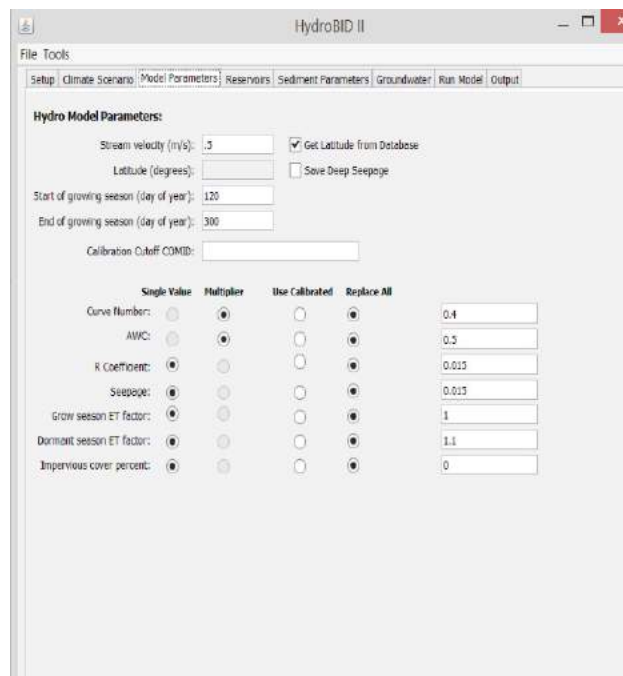 HydroBID II
File Tools
Setup Climate Scenario Model Parameters Reservoirs Sediment Parameters Groundwater Run Model Output
Hydro Model Parameters:
Stream velocity (m/s): .5 Get Latitude from Database
Latitude (degrees): Save Deep Seepage
Start of growing season (day of year): 120
End of growing season (day of year): 300
Calibration Cutoff COMID:
Single Value Multiplier Use Calibrated Replace All
Curve Number: 0.4
AWC: 0.5
R Coefficient: 0.015
Seepage: 0.015
Grow season ET factor: 1
Dormant season ET factor: 1.1
Impervious cover percent: 0